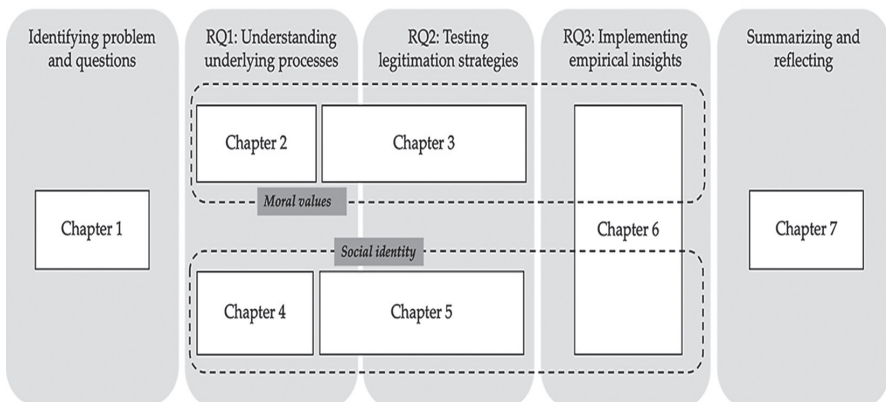 Identifying problem
and questions
RQ1: Understanding
underlying processes
RQ2: Testing
legitimation strategies
RQ3: Implementing
empirical insights
Summarizing and
reflecting
Chapter 1
Chapter 2
Chapter 3
Moral values
Social identity
Chapter 4
Chapter 5
Chapter 6
Chapter 7